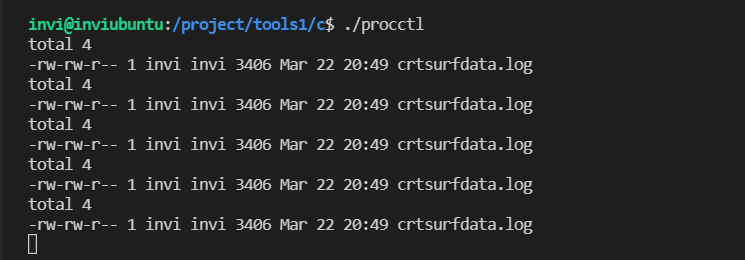 invi@inviubuntu:/project/tools1/c$ ./procctl
total 4
-rw-rw-r-- 1 invi invi 3406 Mar 22 20:49 crtsurfdata.log
total 4
-rw-rw-r-- 1 invi invi 3406 Mar 22 20:49 crtsurfdata.log
total 4
-rw-rw-r-- 1 invi invi 3406 Mar 22 20:49 crtsurfdata.log
total 4
-rw-rw-r-- 1 invi invi 3406 Mar 22 20:49 crtsurfdata.log
total 4
-rw-rw-r-- 1 invi invi 3406 Mar 22 20:49 crtsurfdata.log